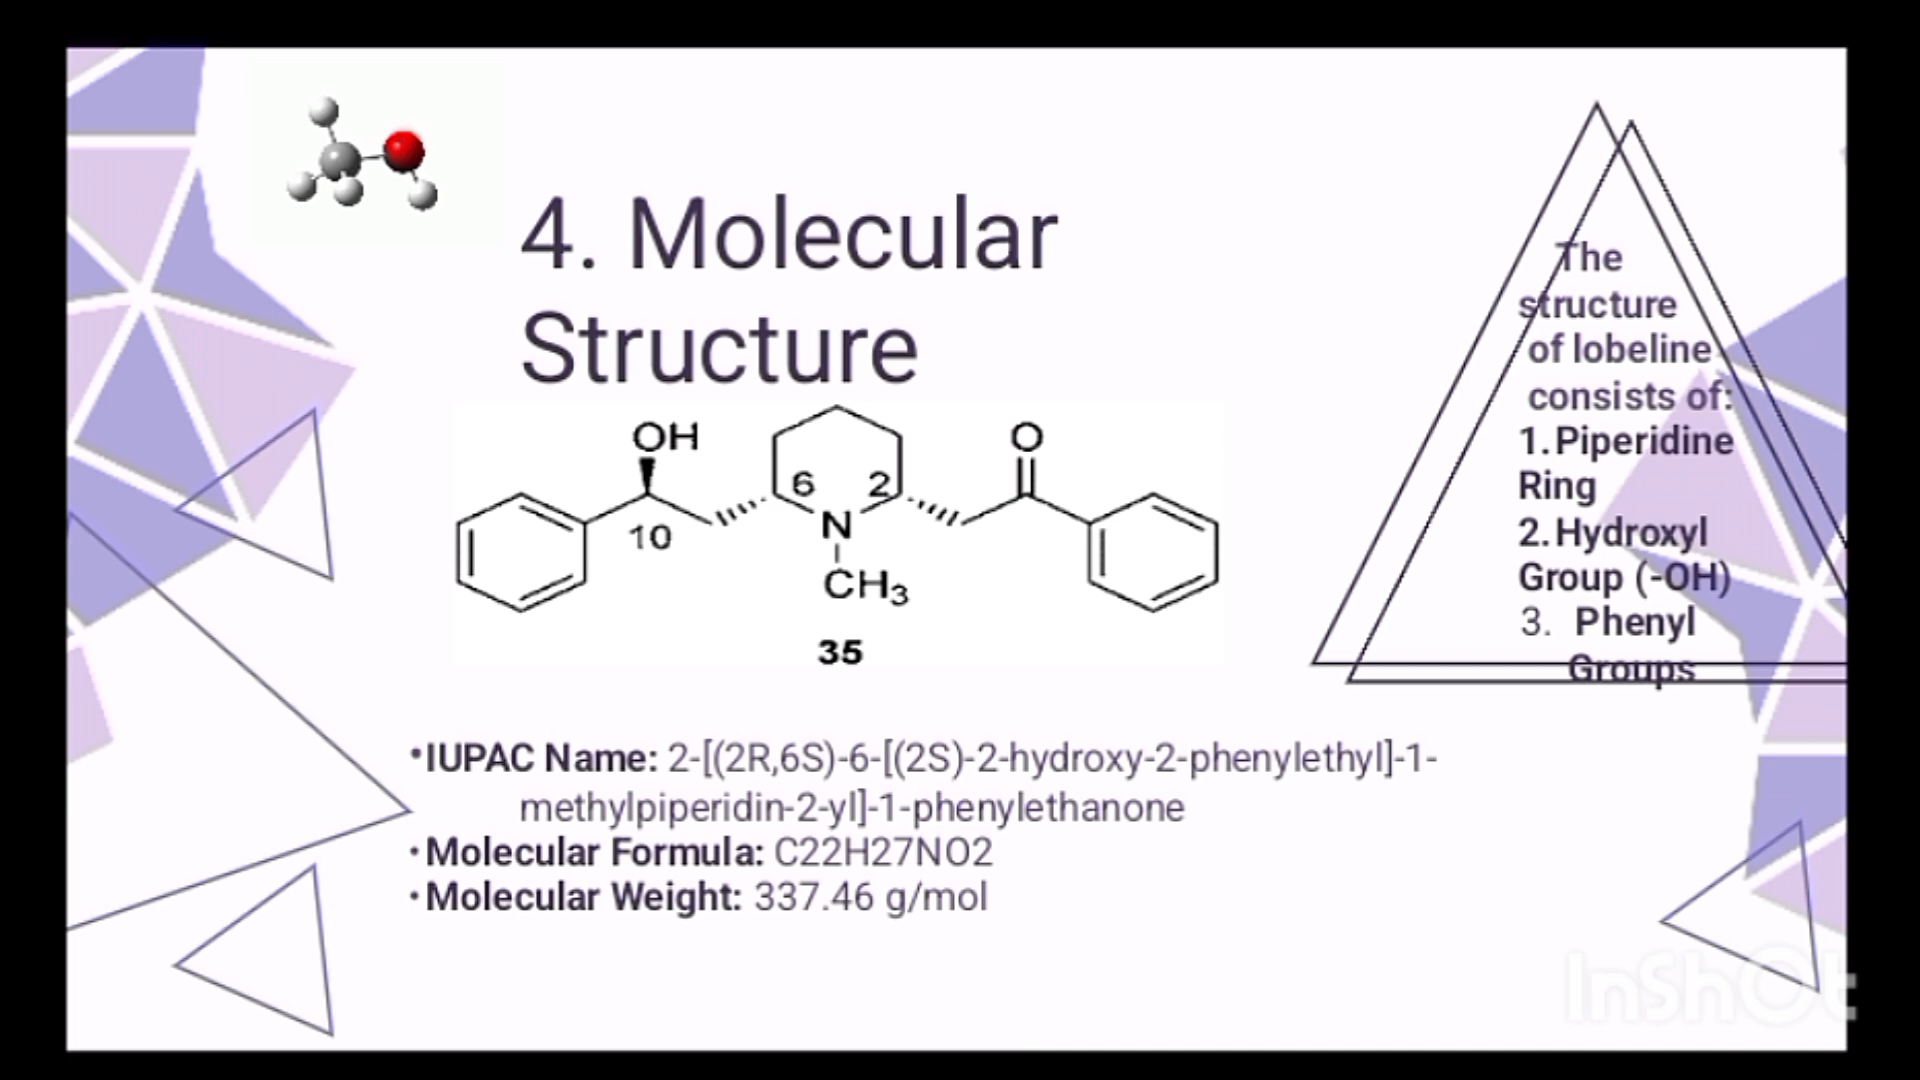 4. Molecular
Structure
OH
O
6
2
10
N
CH3
35
The
structure
of lobeline
consists of:
1. Piperidine
Ring
2. Hydroxyl
Group (-OH)
3. Phenyl
Groups
•IUPAC Name: 2-[(2R,6S)-6-[(2S)-2-hydroxy-2-phenylethyl]-1-
methylpiperidin-2-yl]-1-phenylethanone
•Molecular Formula: C22H27NO2
•Molecular Weight: 337.46 g/mol
InShOt